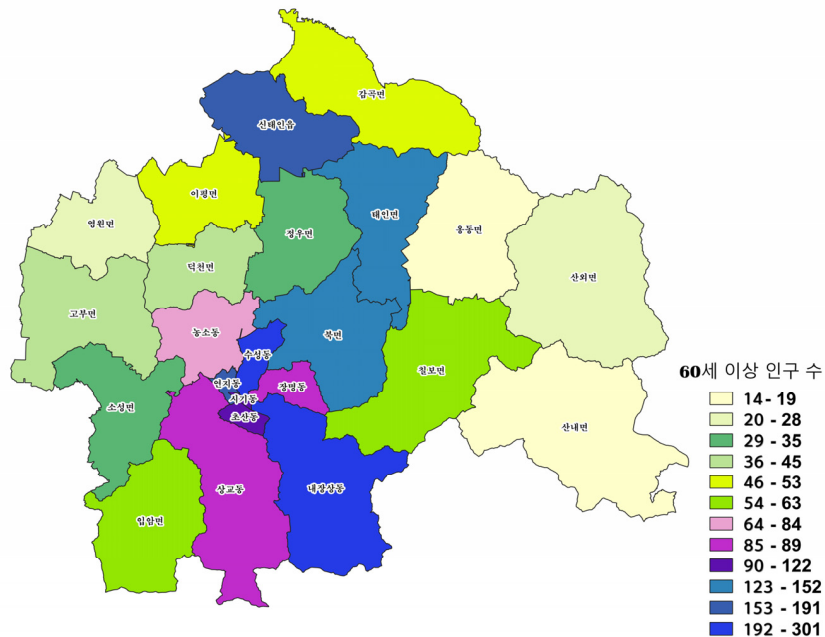 감곡면
신태인읍
이평면
태인면
영원면
정우면
옹동면
덕천면
산외면
고부면
농소동
북면
수성동
칠보면
연지동
장명동
시기동
소성면
초산동
산내면
상교동
내장상동
입암면
60세 이상 인구 수
14 - 19
20 - 28
29 - 35
36 - 45
46 - 53
54 - 63
64 - 84
85 - 89
90 - 122
123 - 152
153 - 191
192 - 301